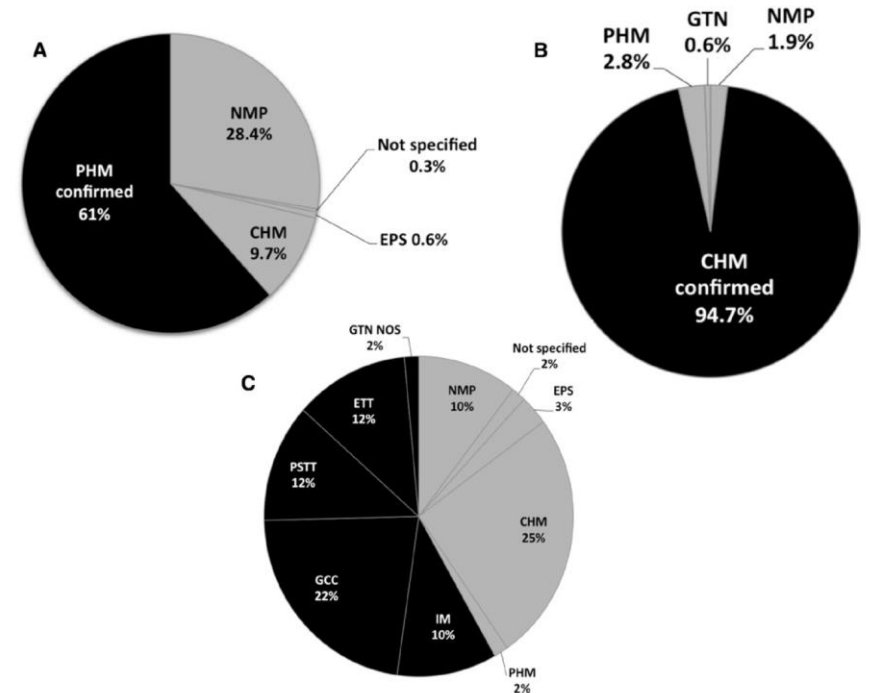 A
NMP
28.4%
Not specified
0.3%
PHM
confirmed
61%
EPS 0.6%
CHM
9.7%
B
PHM
2.8%
GTN
0.6%
NMP
1.9%
CHM
confirmed
94.7%
C
GTN NOS
2%
NMP
10%
Not specified
2%
EPS
3%
ETT
12%
PSTT
12%
CHM
25%
GCC
22%
IM
10%
PHM
2%